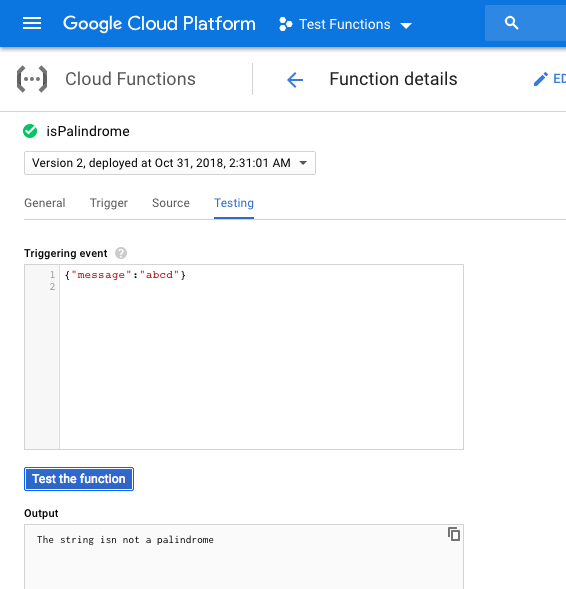 Google Cloud Platform Test Functions
Cloud Functions Function details ED
isPalindrome
Version 2, deployed at Oct 31, 2018, 2:31:01 AM
General Trigger Source Testing
Triggering event ?
1 {"message":"abcd"}
2
Test the function
Output
The string isn not a palindrome